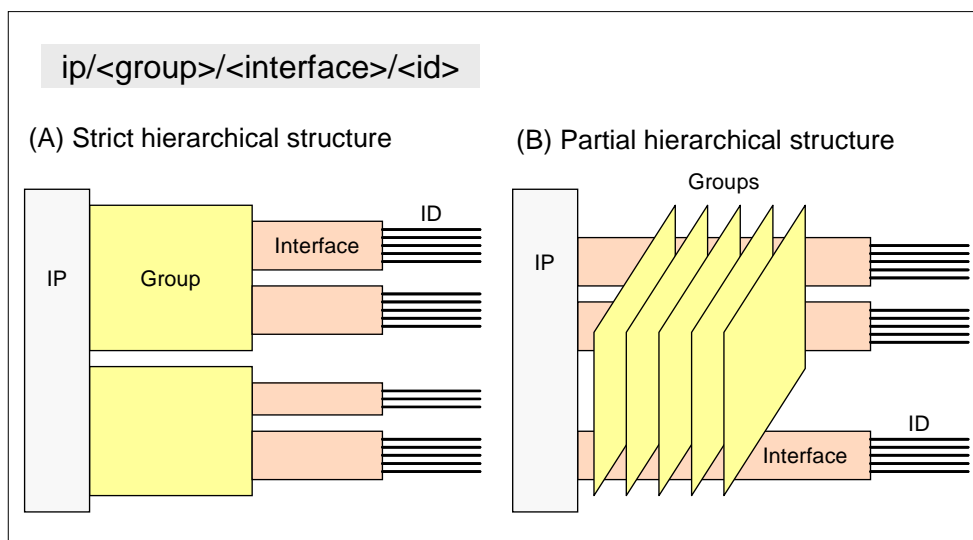 ip/<group>/<interface>/<id>
(A) Strict hierarchical structure
IP
Group
Interface
ID
(B) Partial hierarchical structure
Groups
IP
ID
Interface